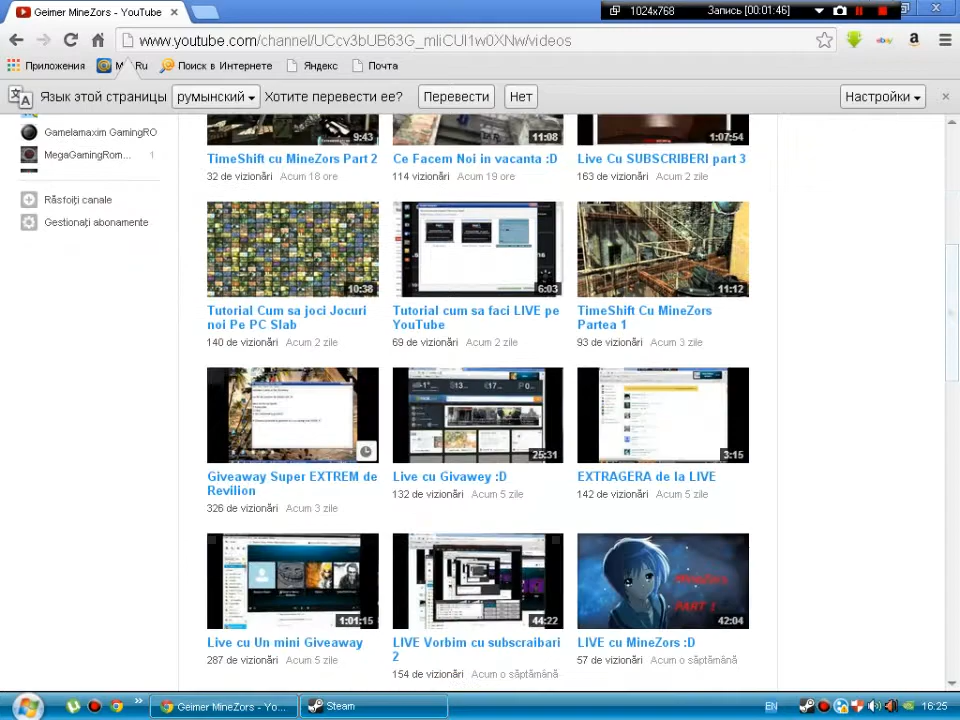 Geimer MineZors - YouTube
1024x768
Запись [00:01:46]
www.youtube.com/channel/UCcv3bUB63G_mliCUl1w0XNw/videos
Приложения
M Ru
Поиск в Интернете
Яндекс
Почта
Язык этой страницы
румынский
Хотите перевести ее?
Перевести
Нет
Настройки
Gamelamaxim GamingRO
MegaGamingRom... 1
Răsfoiți canale
Gestionați abonamente
9:43
11:08
1:07:54
TimeShift cu MineZors Part 2
Ce Facem Noi in vacanta :D
Live Cu SUBSCRIBERI part 3
32 de vizionări Acum 18 ore
114 vizionări Acum 19 ore
163 de vizionări Acum 2 zile
10:38
6:03
11:12
Tutorial Cum sa joci Jocuri
noi Pe PC Slab
Tutorial cum sa faci LIVE pe
YouTube
TimeShift Cu MineZors
Partea 1
140 de vizionări Acum 2 zile
69 de vizionări Acum 2 zile
93 de vizionări Acum 3 zile
25:31
3:15
Giveaway Super EXTREM de
Revilion
Live cu Givawey :D
EXTRAGERA de la LIVE
326 de vizionări Acum 3 zile
132 de vizionări Acum 5 zile
142 de vizionări Acum 5 zile
MineZors
PART 1
1:01:15
44:22
42:04
Live cu Un mini Giveaway
LIVE Vorbim cu subscraibari
2
LIVE cu MineZors :D
287 de vizionări Acum 5 zile
154 de vizionări Acum o săptămână
57 de vizionări Acum o săptămână
Geimer MineZors - Yo...
Steam
EN
16:25